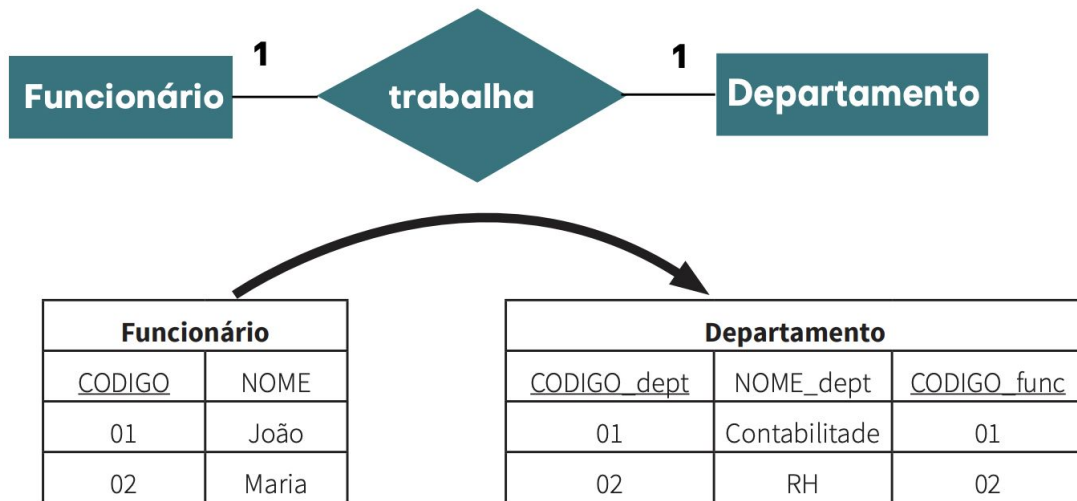 1 1
Funcionário trabalha Departamento
Funcionário Departamento
CODIGO NOME CODIGO_dept NOME_dept CODIGO_func
01 João 01 Contabilitade 01
02 Maria 02 RH 02